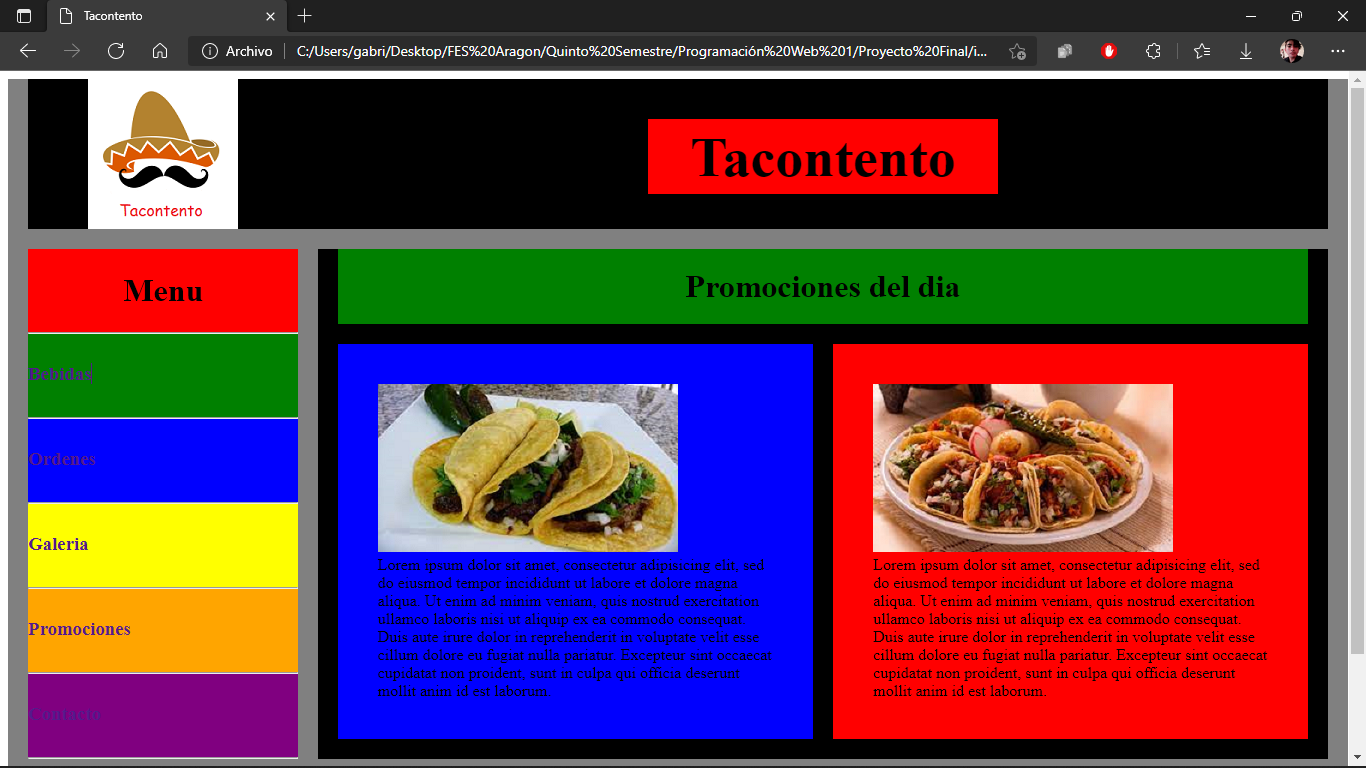 Tacontento
Archivo
C:/Users/gabri/Desktop/FES%20Aragon/Quinto%20Semestre/Programación%20Web%201/Proyecto%20Final/i...
Tacontento
Tacontento
Menu
Bebidas
Ordenes
Galeria
Promociones
Contacto
Promociones del dia
Lorem ipsum dolor sit amet, consectetur adipisicing elit, sed
do eiusmod tempor incididunt ut labore et dolore magna
aliqua. Ut enim ad minim veniam, quis nostrud exercitation
ullamco laboris nisi ut aliquip ex ea commodo consequat.
Duis aute irure dolor in reprehenderit in voluptate velit esse
cillum dolore eu fugiat nulla pariatur. Excepteur sint occaecat
cupidatat non proident, sunt in culpa qui officia deserunt
mollit anim id est laborum.
Lorem ipsum dolor sit amet, consectetur adipisicing elit, sed
do eiusmod tempor incididunt ut labore et dolore magna
aliqua. Ut enim ad minim veniam, quis nostrud exercitation
ullamco laboris nisi ut aliquip ex ea commodo consequat.
Duis aute irure dolor in reprehenderit in voluptate velit esse
cillum dolore eu fugiat nulla pariatur. Excepteur sint occaecat
cupidatat non proident, sunt in culpa qui officia deserunt
mollit anim id est laborum.